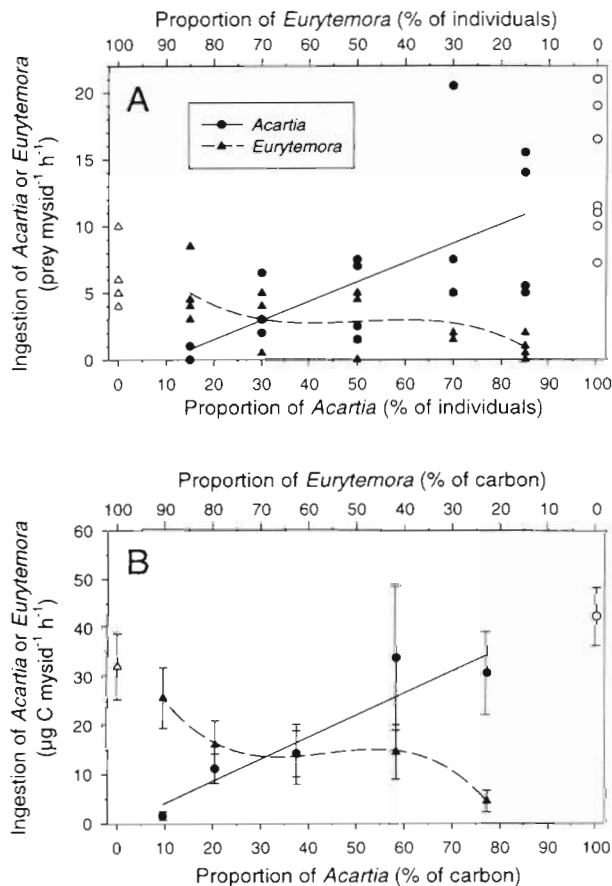 Proportion of Eurytemora (% of individuals)
100 90 80 70 60 50 40 30 20 10 0
A
Acartia
Eurytemora
20
15
10
5
0
Ingestion of Acartia or Eurytemora
(prey mysid⁻¹ h⁻¹)
0 10 20 30 40 50 60 70 80 90 100
Proportion of Acartia (% of individuals)
Proportion of Eurytemora (% of carbon)
100 90 80 70 60 50 40 30 20 10 0
B
60
50
40
30
20
10
0
Ingestion of Acartia or Eurytemora
(µg C mysid⁻¹ h⁻¹)
0 10 20 30 40 50 60 70 80 90 100
Proportion of Acartia (% of carbon)